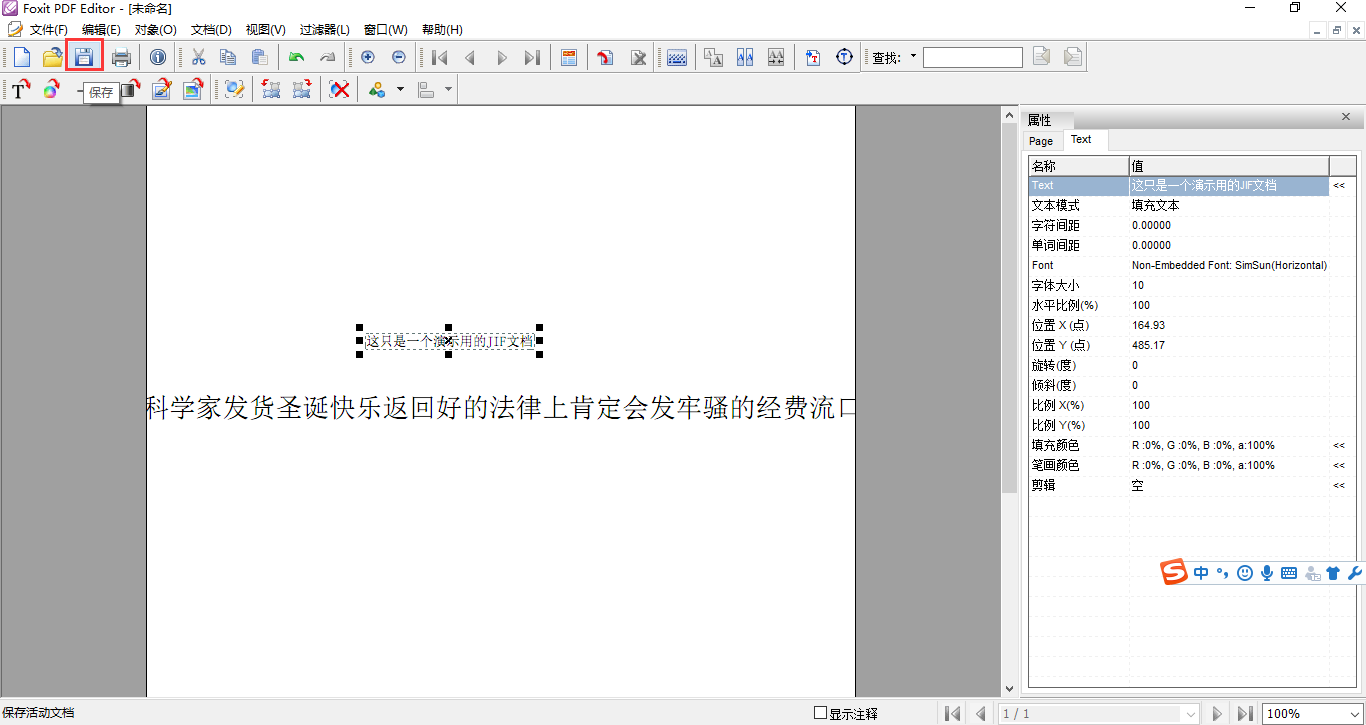 Foxit PDF Editor - [未命名]
文件(F) 编辑(E) 对象(O) 文档(D) 视图(V) 过滤器(L) 窗口(W) 帮助(H)
查找:
保存
属性
Page Text
名称 值
Text 这只是一个演示用的JIF文档 <<
文本模式 填充文本
字符间距 0.00000
单词间距 0.00000
Font Non-Embedded Font: SimSun(Horizontal)
字体大小 10
水平比例(%) 100
位置 X (点) 164.93
位置 Y (点) 485.17
旋转(度) 0
倾斜(度) 0
比例 X(%) 100
比例 Y(%) 100
填充颜色 R :0%, G :0%, B :0%, a:100% <<
笔画颜色 R :0%, G :0%, B :0%, a:100% <<
剪辑 空 <<
这只是一个演示用的JIF文档
科学家发货圣诞快乐返回好的法律上肯定会发牢骚的经费流口
中
保存活动文档
显示注释
1 / 1
100%